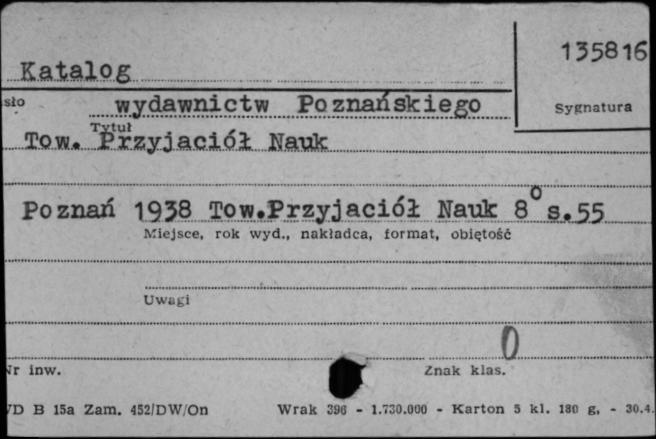 135816
Katalog
sło
wydawnictw Poznańskiego
Sygnatura
Tytuł
Tow. Przyjaciół Nauk
Poznań 1938 Tow.Przyjaciół Nauk 8° s.55
Miejsce, rok wyd., nakładca, format, objętość
Uwagi
0
Nr inw.
Znak klas.
D B 15a Zam. 452/DW/On Wrak 396 - 1.730.000 - Karton 5 kl. 180 g, - 30.4.